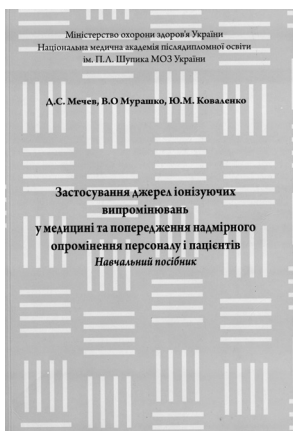 Міністерство охорони здоров'я України
Національна медична академія післядипломної освіти
ім. П.Л. Шупика МОЗ України
Д.С. Мечев, В.О Мурашко, Ю.М. Коваленко
Застосування джерел іонізуючих
випромінювань
у медицині та попередження надмірного
опромінення персоналу і пацієнтів
Навчальний посібник